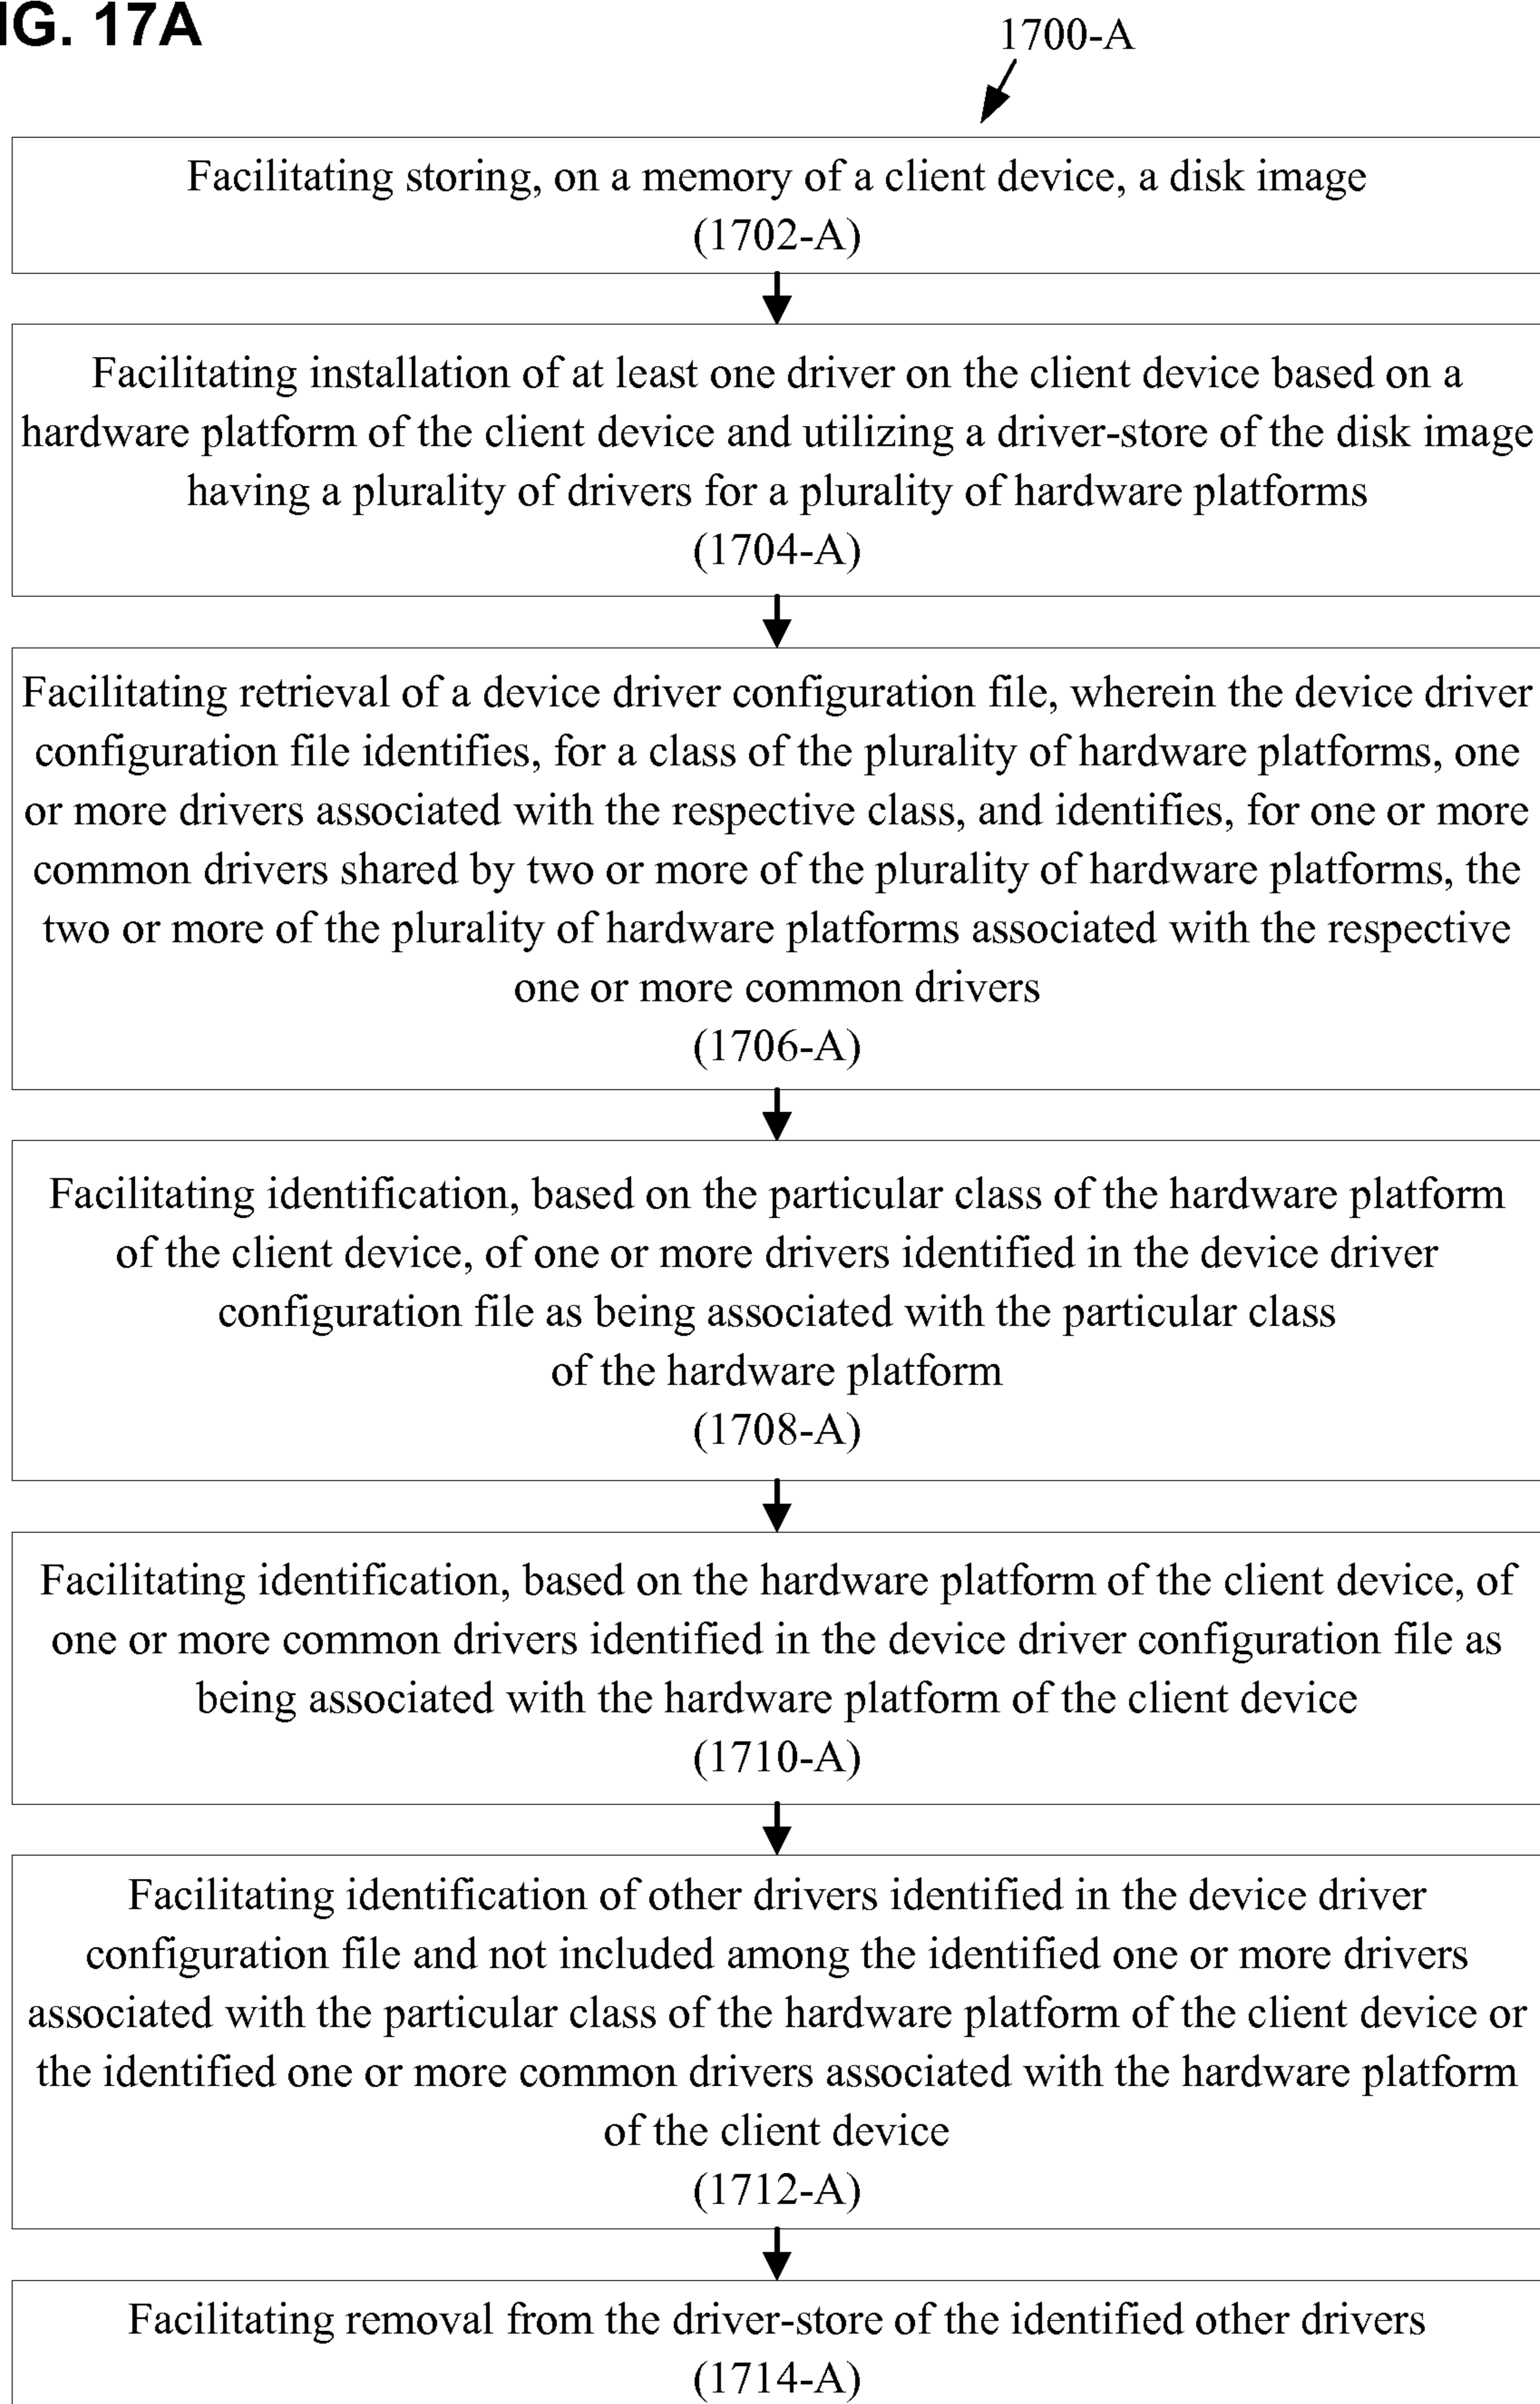 IG. 17A
1700-A
Facilitating storing, on a memory of a client device, a disk image
(1702-A)
Facilitating installation of at least one driver on the client device based on a
hardware platform of the client device and utilizing a driver-store of the disk image
having a plurality of drivers for a plurality of hardware platforms
(1704-A)
Facilitating retrieval of a device driver configuration file, wherein the device driver
configuration file identifies, for a class of the plurality of hardware platforms, one
or more drivers associated with the respective class, and identifies, for one or more
common drivers shared by two or more of the plurality of hardware platforms, the
two or more of the plurality of hardware platforms associated with the respective
one or more common drivers
(1706-A)
Facilitating identification, based on the particular class of the hardware platform
of the client device, of one or more drivers identified in the device driver
configuration file as being associated with the particular class
of the hardware platform
(1708-A)
Facilitating identification, based on the hardware platform of the client device, of
one or more common drivers identified in the device driver configuration file as
being associated with the hardware platform of the client device
(1710-A)
Facilitating identification of other drivers identified in the device driver
configuration file and not included among the identified one or more drivers
associated with the particular class of the hardware platform of the client device or
the identified one or more common drivers associated with the hardware platform
of the client device
(1712-A)
Facilitating removal from the driver-store of the identified other drivers
(1714-A)